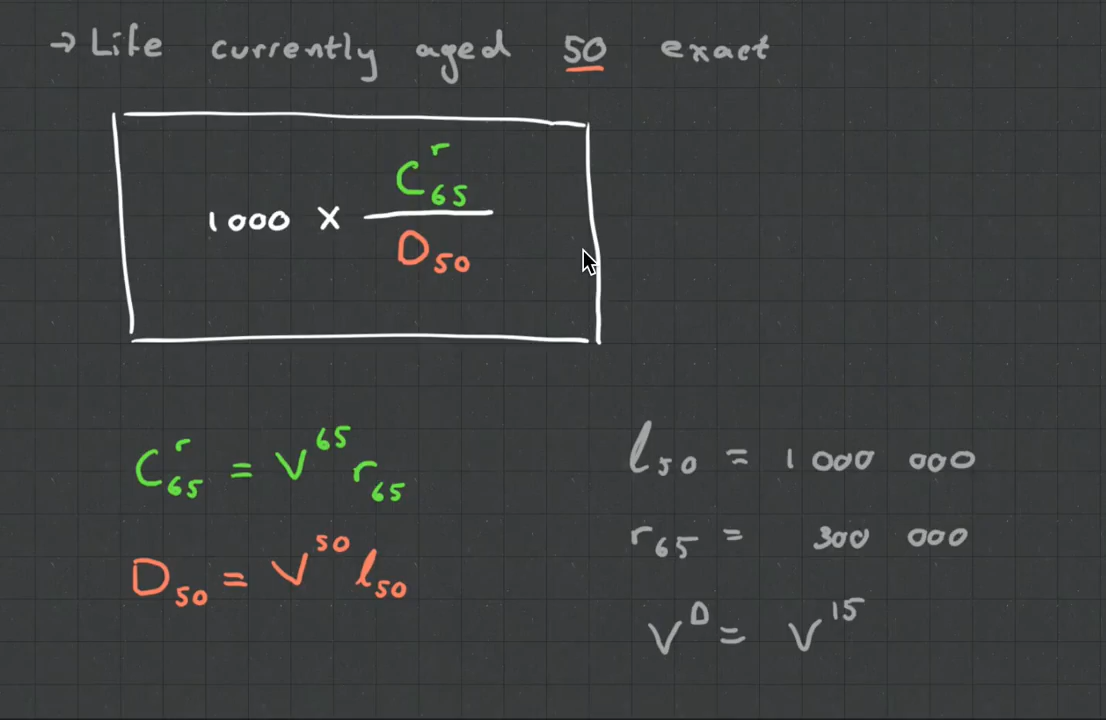 → Life currently aged 50 exact
1000 × C^r_65 / D_50
C^r_65 = V^65 r_65
D_50 = V^50 l_50
l_50 = 1 000 000
r_65 = 300 000
V^D = V^15